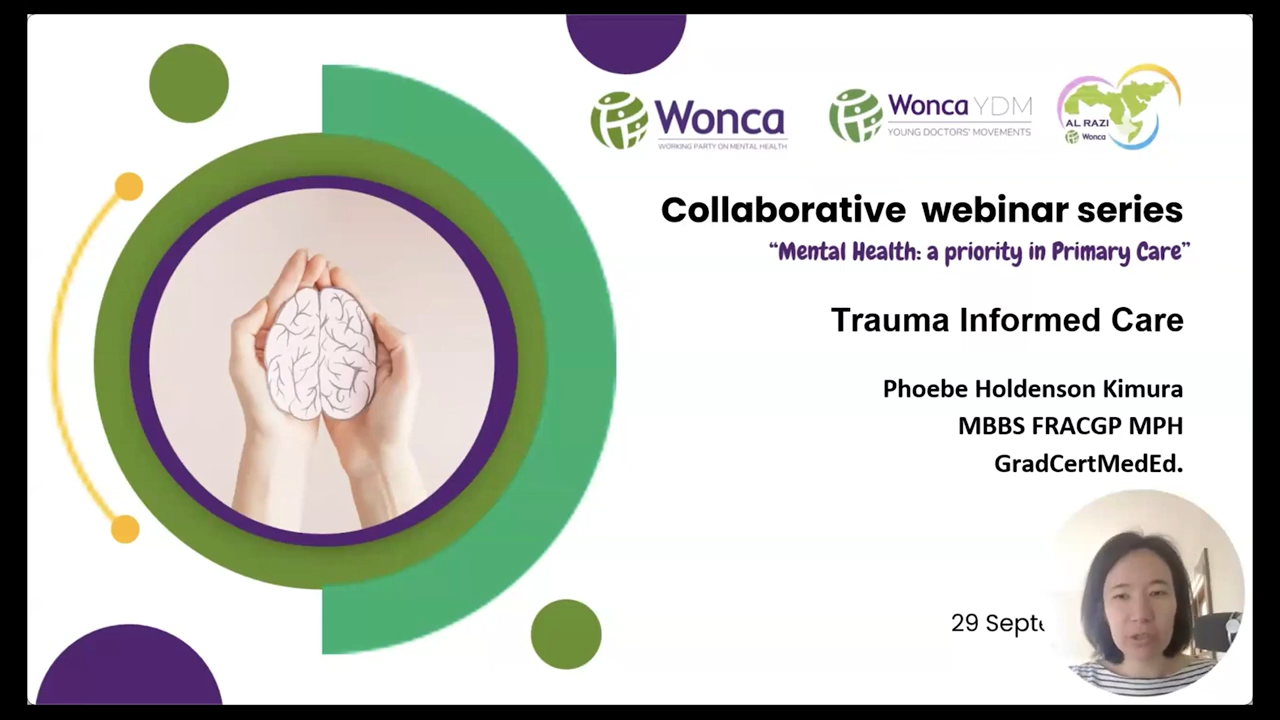 Wonca
WORKING PARTY ON MENTAL HEALTH
Wonca YDM
YOUNG DOCTORS' MOVEMENTS
AL RAZI
Wonca
Collaborative webinar series
“Mental Health: a priority in Primary Care”
Trauma Informed Care
Phoebe Holdenson Kimura
MBBS FRACGP MPH
GradCertMedEd.
29